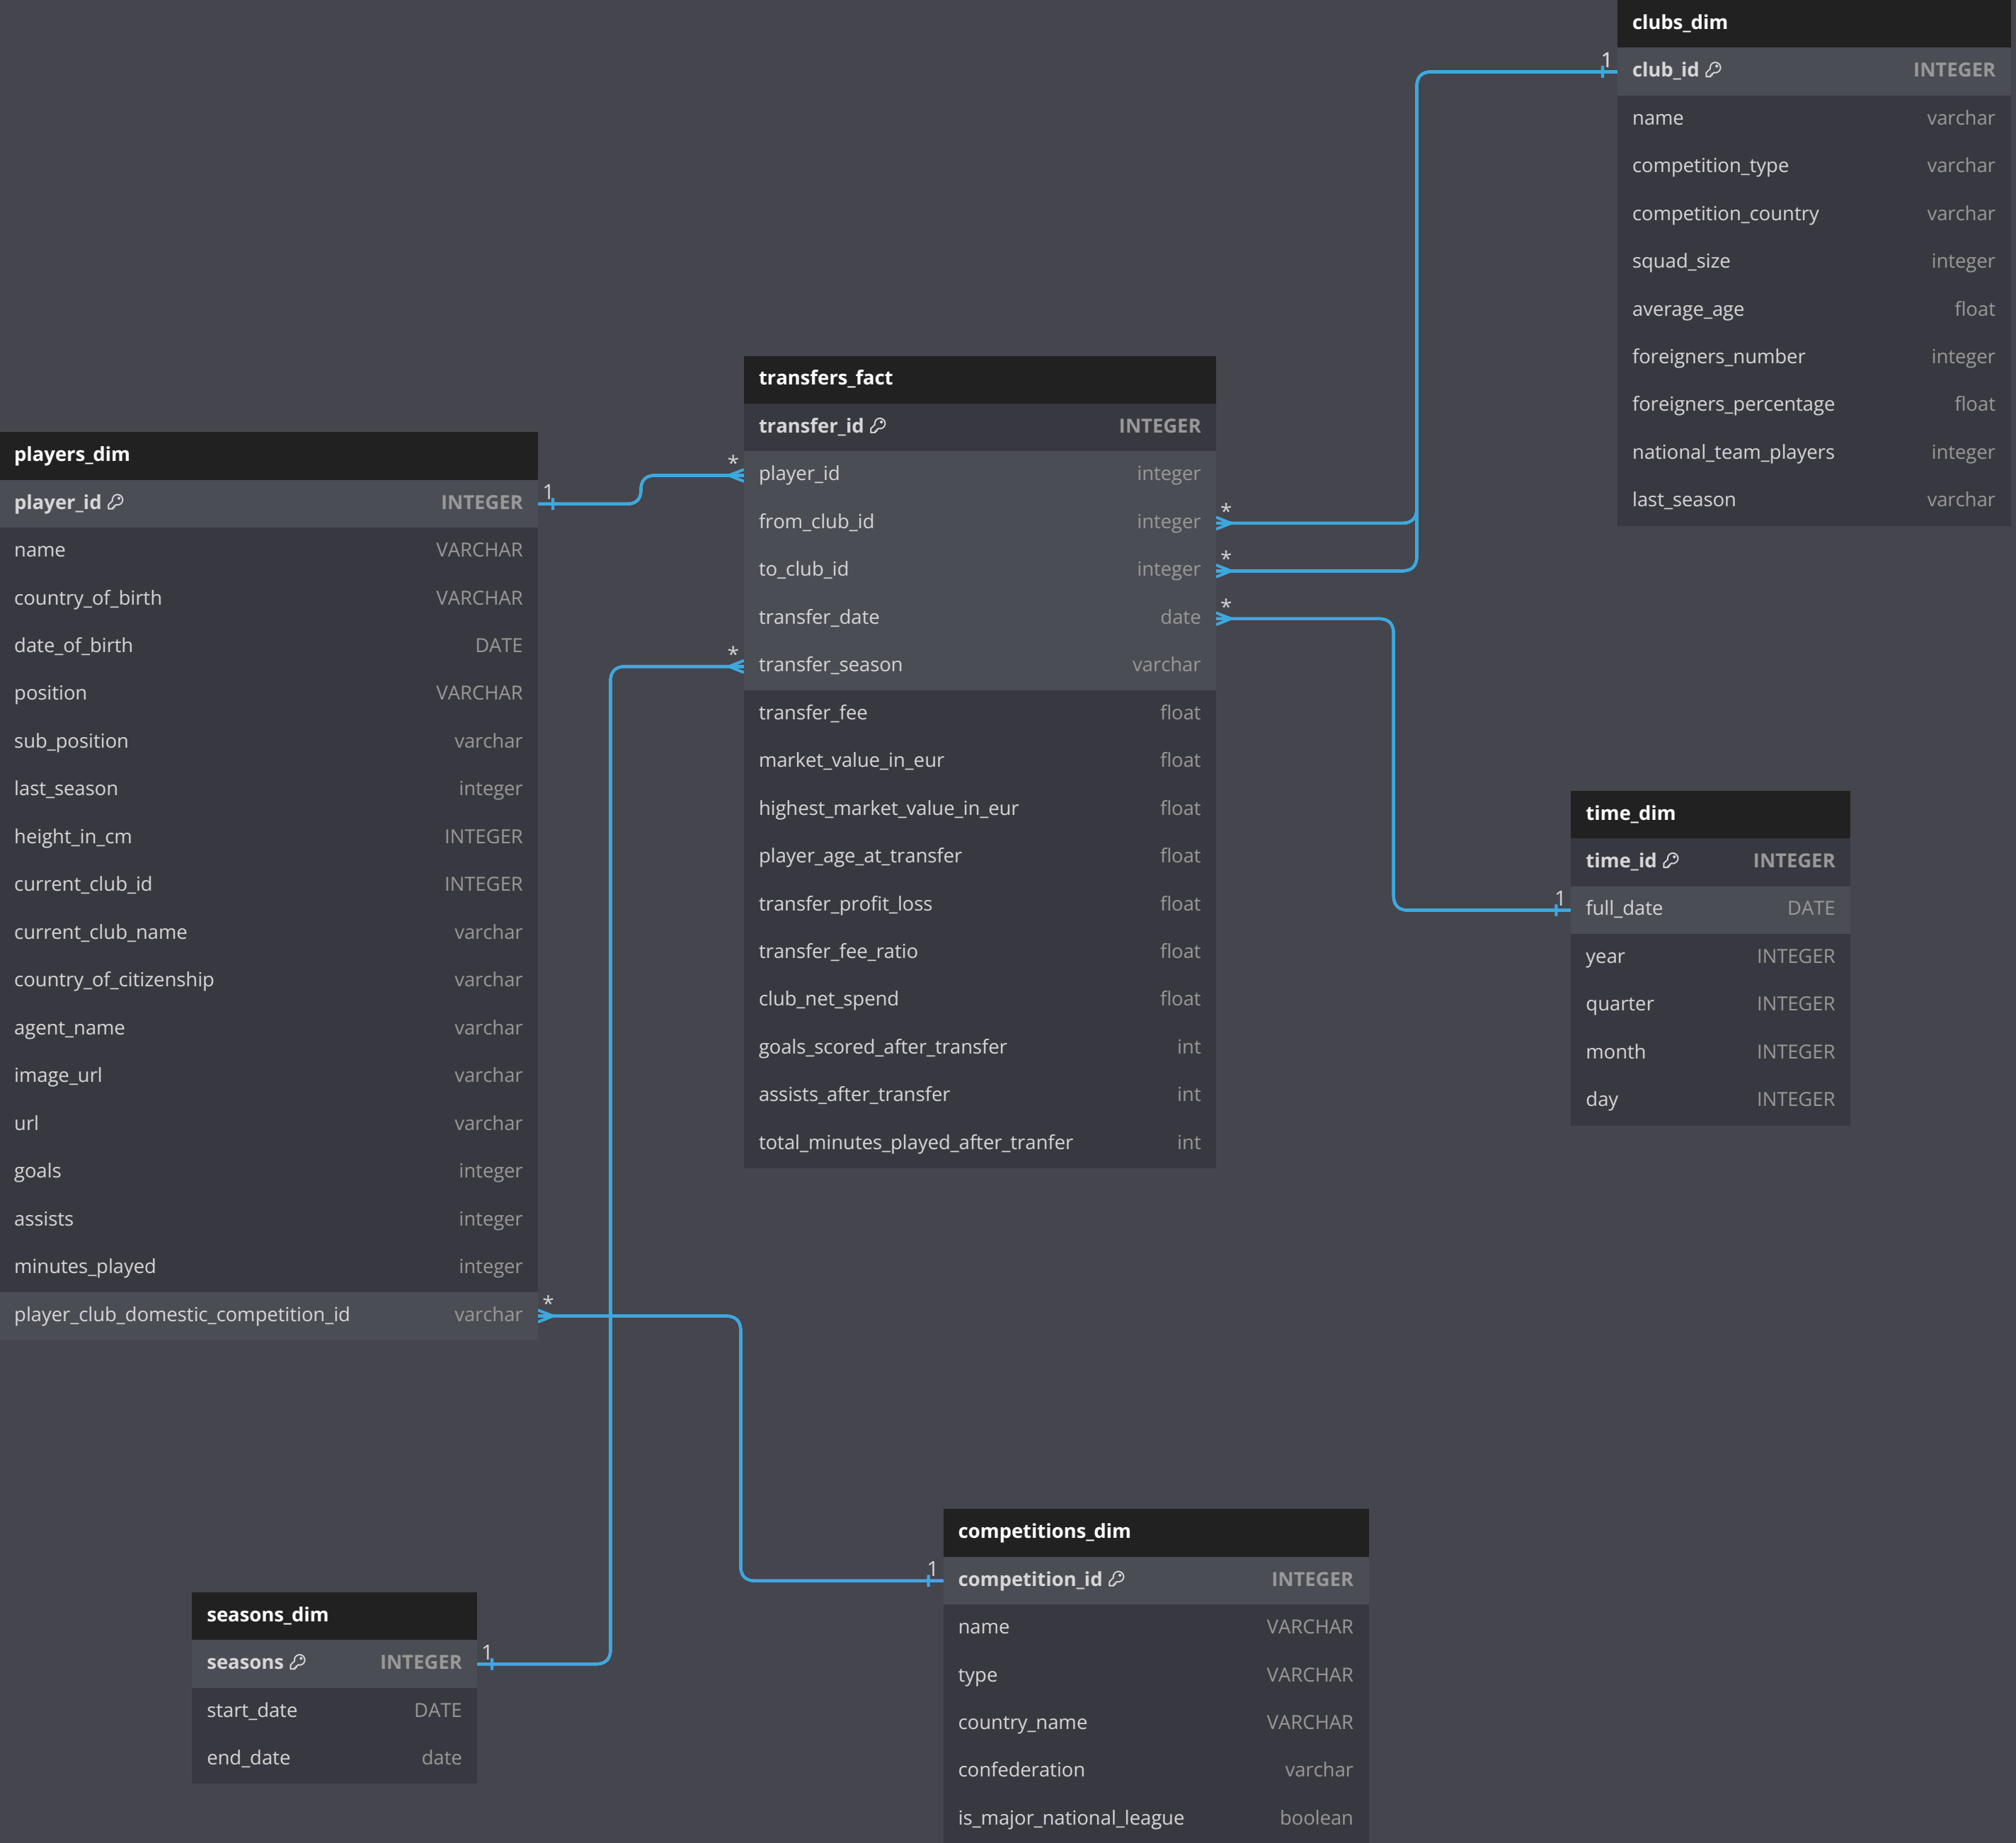 clubs_dim
1
club_id INTEGER
name varchar
competition_type varchar
competition_country varchar
squad_size integer
average_age float
foreigners_number integer
foreigners_percentage float
national_team_players integer
last_season varchar
transfers_fact
transfer_id INTEGER
* player_id integer
from_club_id integer *
to_club_id integer *
transfer_date date *
* transfer_season varchar
transfer_fee float
market_value_in_eur float
highest_market_value_in_eur float
player_age_at_transfer float
transfer_profit_loss float
transfer_fee_ratio float
club_net_spend float
goals_scored_after_transfer int
assists_after_transfer int
total_minutes_played_after_tranfer int
players_dim
player_id INTEGER 1
name VARCHAR
country_of_birth VARCHAR
date_of_birth DATE
position VARCHAR
sub_position varchar
last_season integer
height_in_cm INTEGER
current_club_id INTEGER
current_club_name varchar
country_of_citizenship varchar
agent_name varchar
image_url varchar
url varchar
goals integer
assists integer
minutes_played integer
player_club_domestic_competition_id varchar *
time_dim
time_id INTEGER
1 full_date DATE
year INTEGER
quarter INTEGER
month INTEGER
day INTEGER
competitions_dim
1 competition_id INTEGER
name VARCHAR
type VARCHAR
country_name VARCHAR
confederation varchar
is_major_national_league boolean
seasons_dim
seasons INTEGER 1
start_date DATE
end_date date